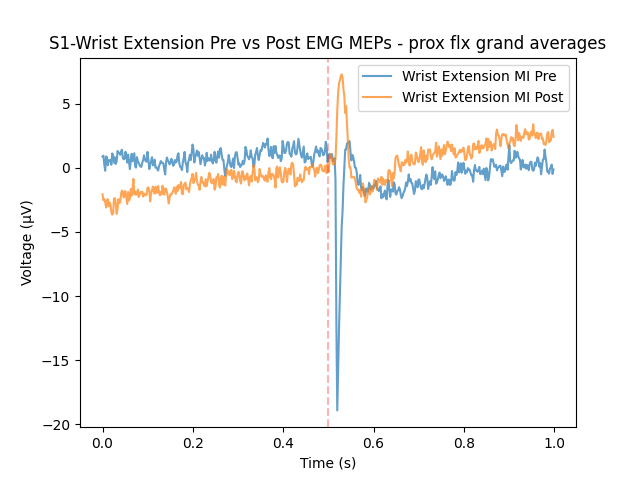 S1-Wrist Extension Pre vs Post EMG MEPs - prox flx grand averages
Wrist Extension MI Pre
Wrist Extension MI Post
Voltage (µV)
5
0
−5
−10
−15
−20
0.0 0.2 0.4 0.6 0.8 1.0
Time (s)